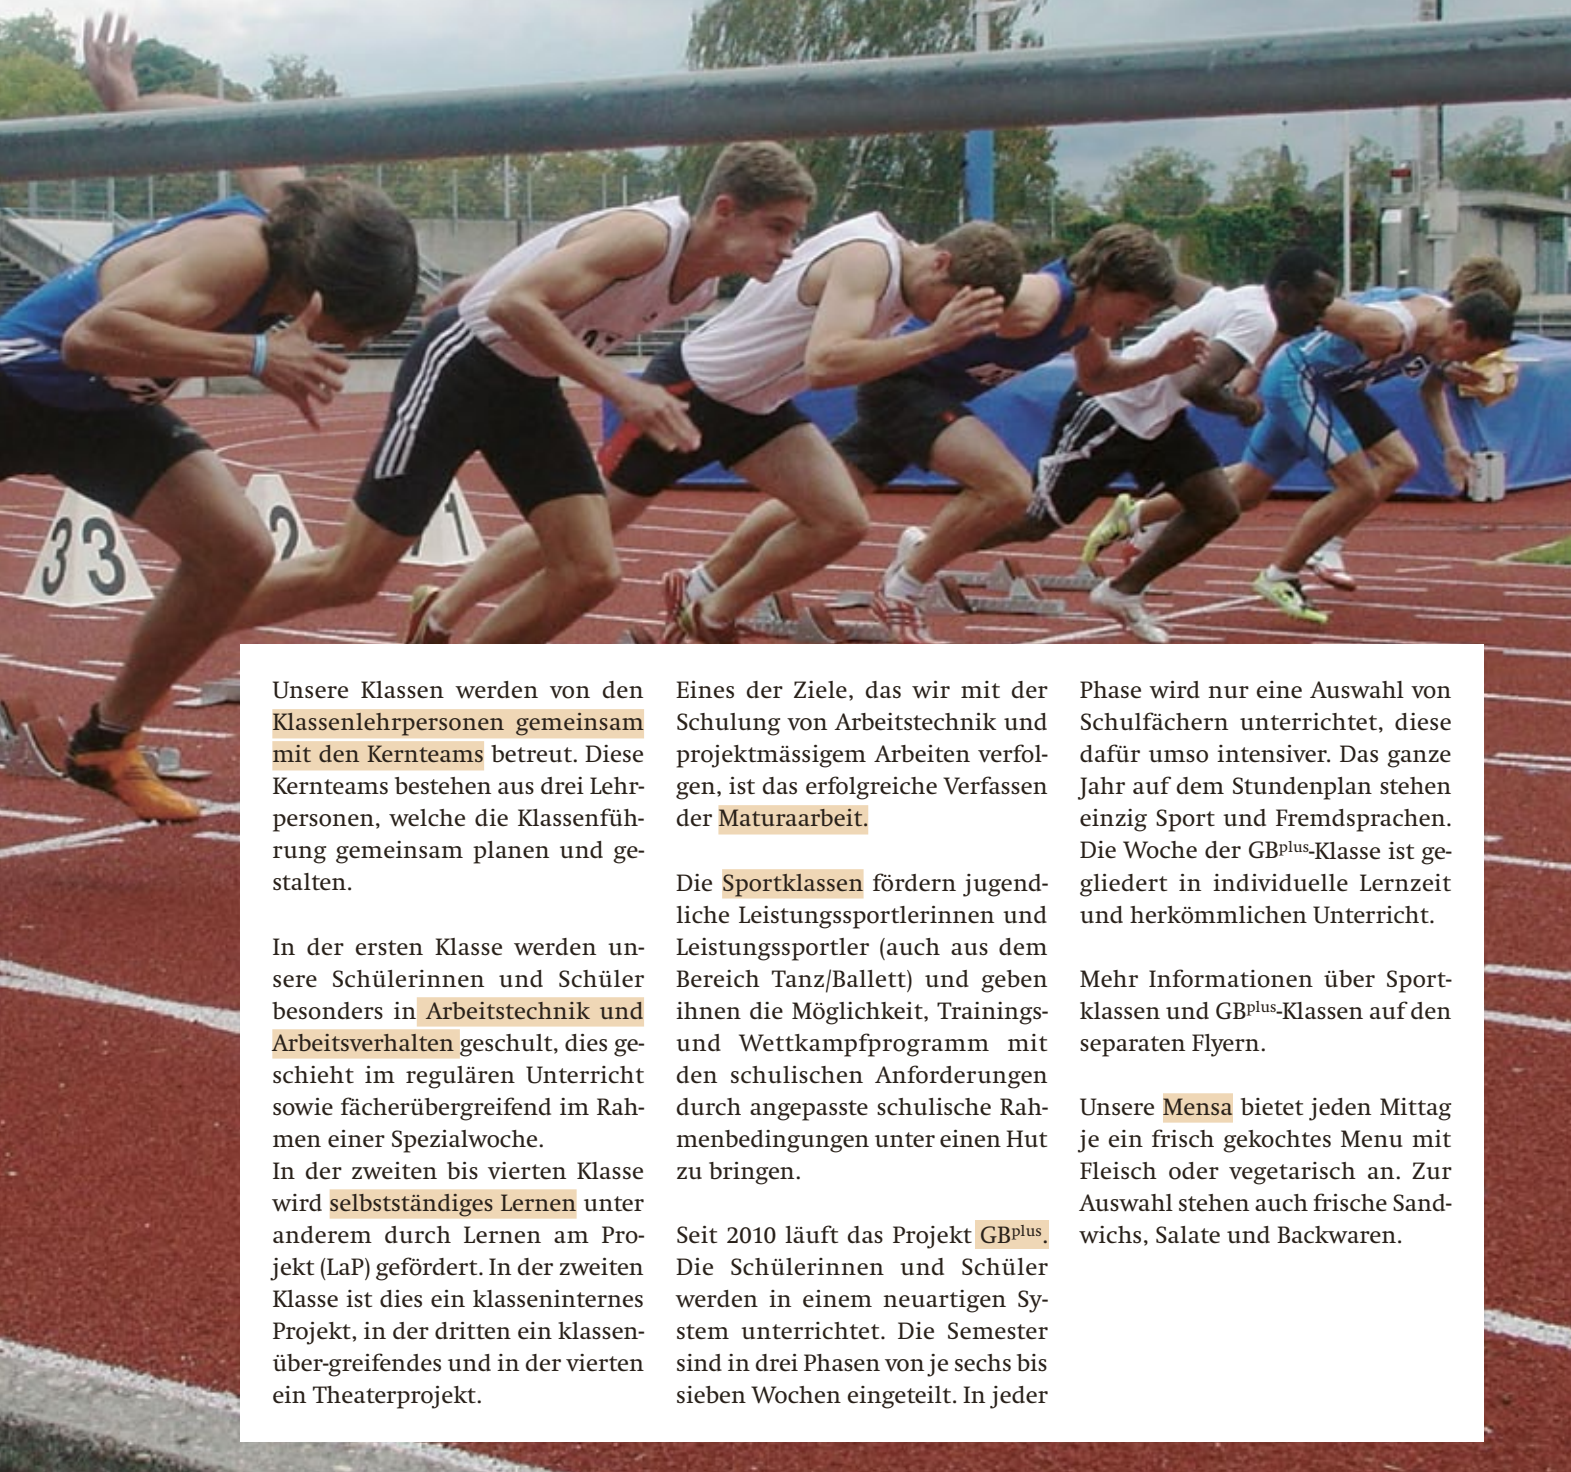 33
2
1
Unsere Klassen werden von den
Klassenlehrpersonen gemeinsam
mit den Kernteams betreut. Diese
Kernteams bestehen aus drei Lehr-
personen, welche die Klassenfüh-
rung gemeinsam planen und ge-
stalten.
In der ersten Klasse werden un-
sere Schülerinnen und Schüler
besonders in Arbeitstechnik und
Arbeitsverhalten geschult, dies ge-
schieht im regulären Unterricht
sowie fächerübergreifend im Rah-
men einer Spezialwoche.
In der zweiten bis vierten Klasse
wird selbstständiges Lernen unter
anderem durch Lernen am Pro-
jekt (LaP) gefördert. In der zweiten
Klasse ist dies ein klasseninternes
Projekt, in der dritten ein klassen-
über-greifendes und in der vierten
ein Theaterprojekt.
Eines der Ziele, das wir mit der
Schulung von Arbeitstechnik und
projektmässigem Arbeiten verfol-
gen, ist das erfolgreiche Verfassen
der Maturaarbeit.
Die Sportklassen fördern jugend-
liche Leistungssportlerinnen und
Leistungssportler (auch aus dem
Bereich Tanz/Ballett) und geben
ihnen die Möglichkeit, Trainings-
und Wettkampfprogramm mit
den schulischen Anforderungen
durch angepasste schulische Rah-
menbedingungen unter einen Hut
zu bringen.
Seit 2010 läuft das Projekt GBplus.
Die Schülerinnen und Schüler
werden in einem neuartigen Sy-
stem unterrichtet. Die Semester
sind in drei Phasen von je sechs bis
sieben Wochen eingeteilt. In jeder
Phase wird nur eine Auswahl von
Schulfächern unterrichtet, diese
dafür umso intensiver. Das ganze
Jahr auf dem Stundenplan stehen
einzig Sport und Fremdsprachen.
Die Woche der GBplus-Klasse ist ge-
gliedert in individuelle Lernzeit
und herkömmlichen Unterricht.
Mehr Informationen über Sport-
klassen und GBplus-Klassen auf den
separaten Flyern.
Unsere Mensa bietet jeden Mittag
je ein frisch gekochtes Menu mit
Fleisch oder vegetarisch an. Zur
Auswahl stehen auch frische Sand-
wichs, Salate und Backwaren.